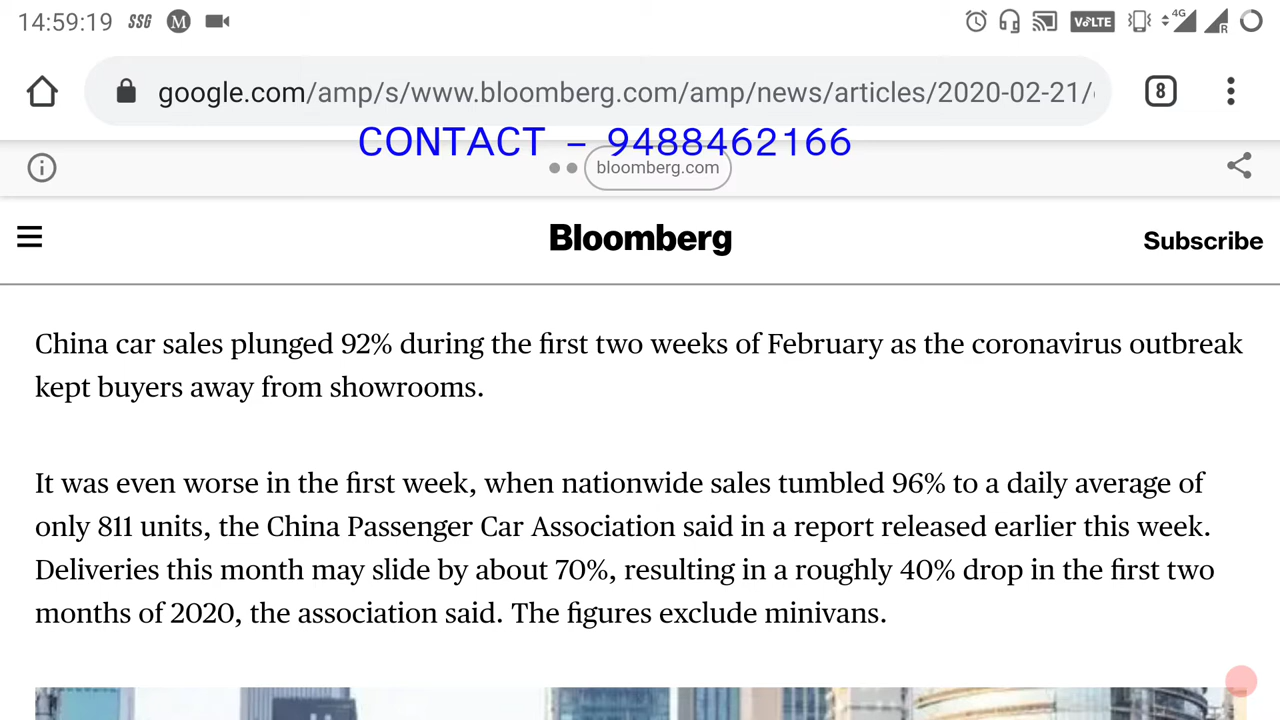 14:59:19 SSG M VoLTE 4G R
google.com/amp/s/www.bloomberg.com/amp/news/articles/2020-02-21/ 8
CONTACT - 9488462166
bloomberg.com
Bloomberg Subscribe
China car sales plunged 92% during the first two weeks of February as the coronavirus outbreak
kept buyers away from showrooms.
It was even worse in the first week, when nationwide sales tumbled 96% to a daily average of
only 811 units, the China Passenger Car Association said in a report released earlier this week.
Deliveries this month may slide by about 70%, resulting in a roughly 40% drop in the first two
months of 2020, the association said. The figures exclude minivans.